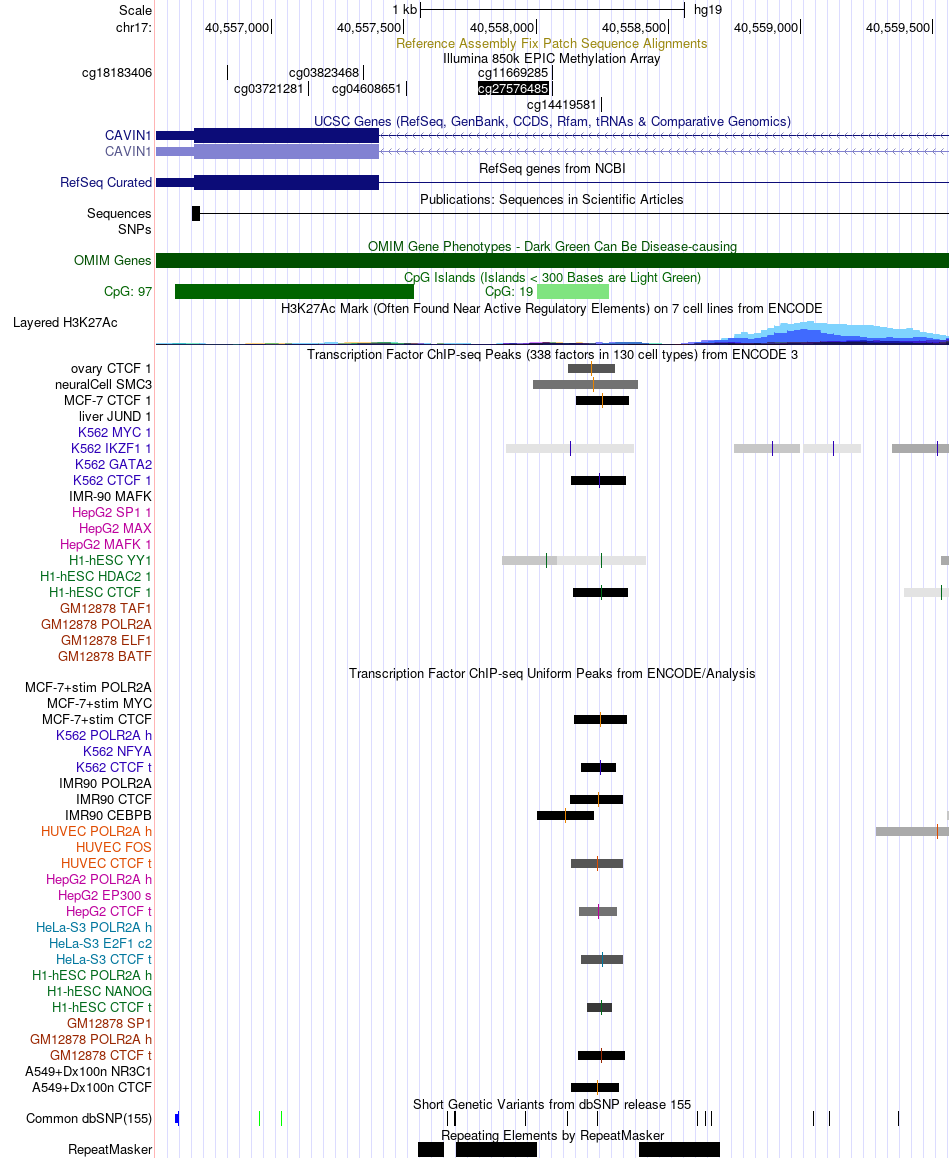 Scale 1 kb hg19
chr17: 40,557,000 40,557,500 40,558,000 40,558,500 40,559,000 40,559,500
Reference Assembly Fix Patch Sequence Alignments
Illumina 850k EPIC Methylation Array
cg18183406 cg03823468 cg11669285
cg03721281 cg04608651 cg27576485
cg14419581
UCSC Genes (RefSeq, GenBank, CCDS, Rfam, tRNAs & Comparative Genomics)
CAVIN1
CAVIN1
RefSeq genes from NCBI
RefSeq Curated
Publications: Sequences in Scientific Articles
Sequences
SNPs
OMIM Gene Phenotypes - Dark Green Can Be Disease-causing
OMIM Genes
CpG Islands (Islands < 300 Bases are Light Green)
CpG: 97 CpG: 19
H3K27Ac Mark (Often Found Near Active Regulatory Elements) on 7 cell lines from ENCODE
Layered H3K27Ac
Transcription Factor ChIP-seq Peaks (338 factors in 130 cell types) from ENCODE 3
ovary CTCF 1
neuralCell SMC3
MCF-7 CTCF 1
liver JUND 1
K562 MYC 1
K562 IKZF1 1
K562 GATA2
K562 CTCF 1
IMR-90 MAFK
HepG2 SP1 1
HepG2 MAX
HepG2 MAFK 1
H1-hESC YY1
H1-hESC HDAC2 1
H1-hESC CTCF 1
GM12878 TAF1
GM12878 POLR2A
GM12878 ELF1
GM12878 BATF
Transcription Factor ChIP-seq Uniform Peaks from ENCODE/Analysis
MCF-7+stim POLR2A
MCF-7+stim MYC
MCF-7+stim CTCF
K562 POLR2A h
K562 NFYA
K562 CTCF t
IMR90 POLR2A
IMR90 CTCF
IMR90 CEBPB
HUVEC POLR2A h
HUVEC FOS
HUVEC CTCF t
HepG2 POLR2A h
HepG2 EP300 s
HepG2 CTCF t
HeLa-S3 POLR2A h
HeLa-S3 E2F1 c2
HeLa-S3 CTCF t
H1-hESC POLR2A h
H1-hESC NANOG
H1-hESC CTCF t
GM12878 SP1
GM12878 POLR2A h
GM12878 CTCF t
A549+Dx100n NR3C1
A549+Dx100n CTCF
Short Genetic Variants from dbSNP release 155
Common dbSNP(155)
Repeating Elements by RepeatMasker
RepeatMasker